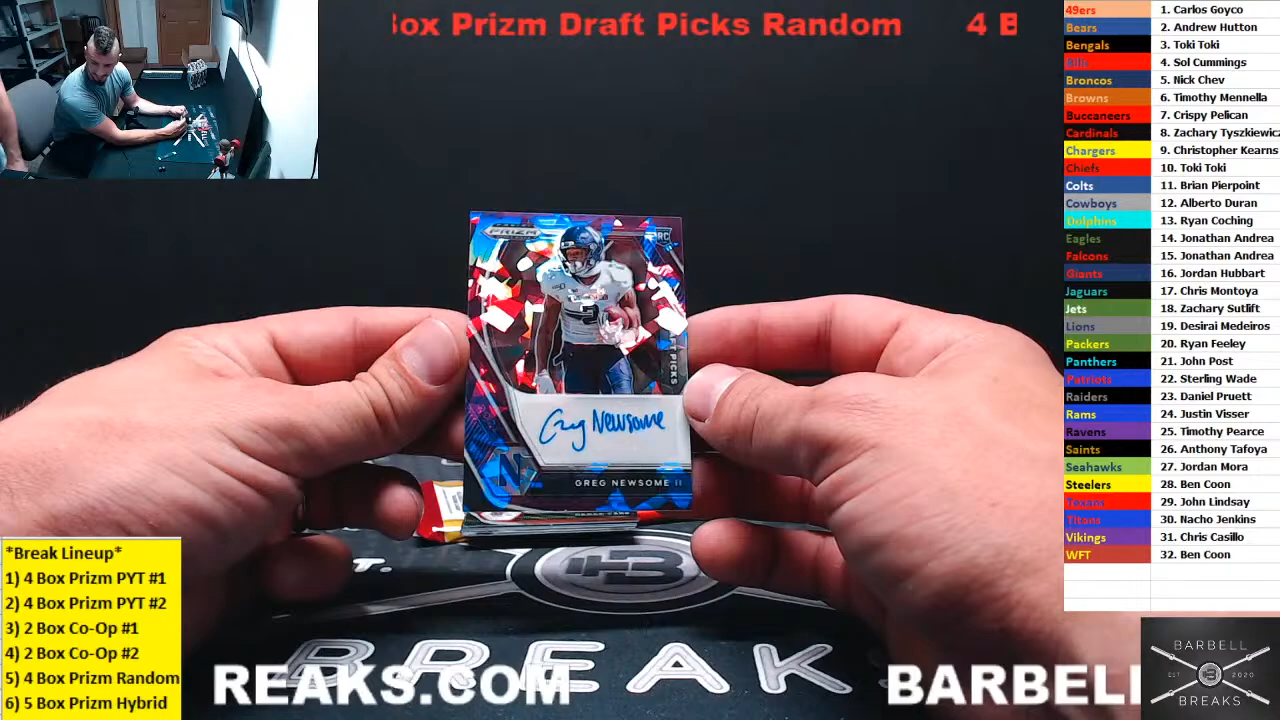 Box Prizm Draft Picks Random 4 B
49ers 1. Carlos Goyco
Bears 2. Andrew Hutton
Bengals 3. Toki Toki
Bills 4. Sol Cummings
Broncos 5. Nick Chev
Browns 6. Timothy Mennella
Buccaneers 7. Crispy Pelican
Cardinals 8. Zachary Tyszkiewicz
Chargers 9. Christopher Kearns
Chiefs 10. Toki Toki
Colts 11. Brian Pierpoint
Cowboys 12. Alberto Duran
Dolphins 13. Ryan Coching
Eagles 14. Jonathan Andrea
Falcons 15. Jonathan Andrea
Giants 16. Jordan Hubbart
Jaguars 17. Chris Montoya
Jets 18. Zachary Sutlift
Lions 19. Desirai Medeiros
Packers 20. Ryan Feeley
Panthers 21. John Post
Patriots 22. Sterling Wade
Raiders 23. Daniel Pruett
Rams 24. Justin Visser
Ravens 25. Timothy Pearce
Saints 26. Anthony Tafoya
Seahawks 27. Jordan Mora
Steelers 28. Ben Coon
Texans 29. John Lindsay
Titans 30. Nacho Jenkins
Vikings 31. Chris Casillo
WFT 32. Ben Coon
PRIZM
RC
PICKS
Greg Newsome
N
GREG NEWSOME II
*Break Lineup*
1) 4 Box Prizm PYT #1
2) 4 Box Prizm PYT #2
3) 2 Box Co-Op #1
4) 2 Box Co-Op #2
5) 4 Box Prizm Random
6) 5 Box Prizm Hybrid
BREAK
REAKS.COM BARBELL
BARBELL
EST 2020
BREAKS